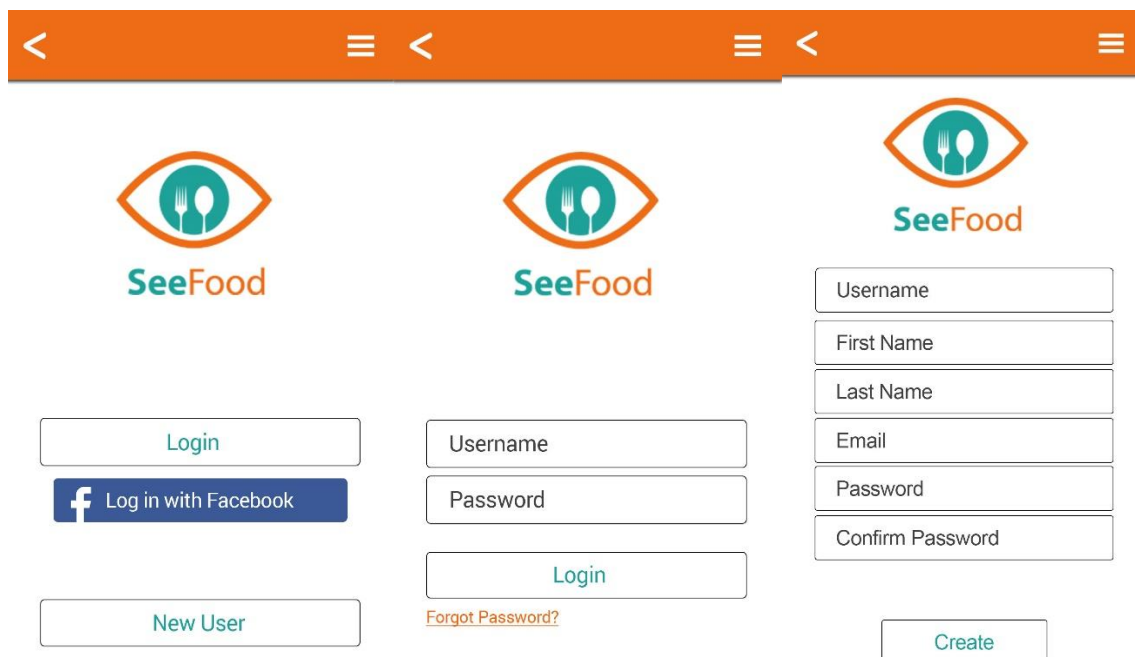 SeeFood
Login
Log in with Facebook
New User
SeeFood
Username
Password
Login
Forgot Password?
SeeFood
Username
First Name
Last Name
Email
Password
Confirm Password
Create